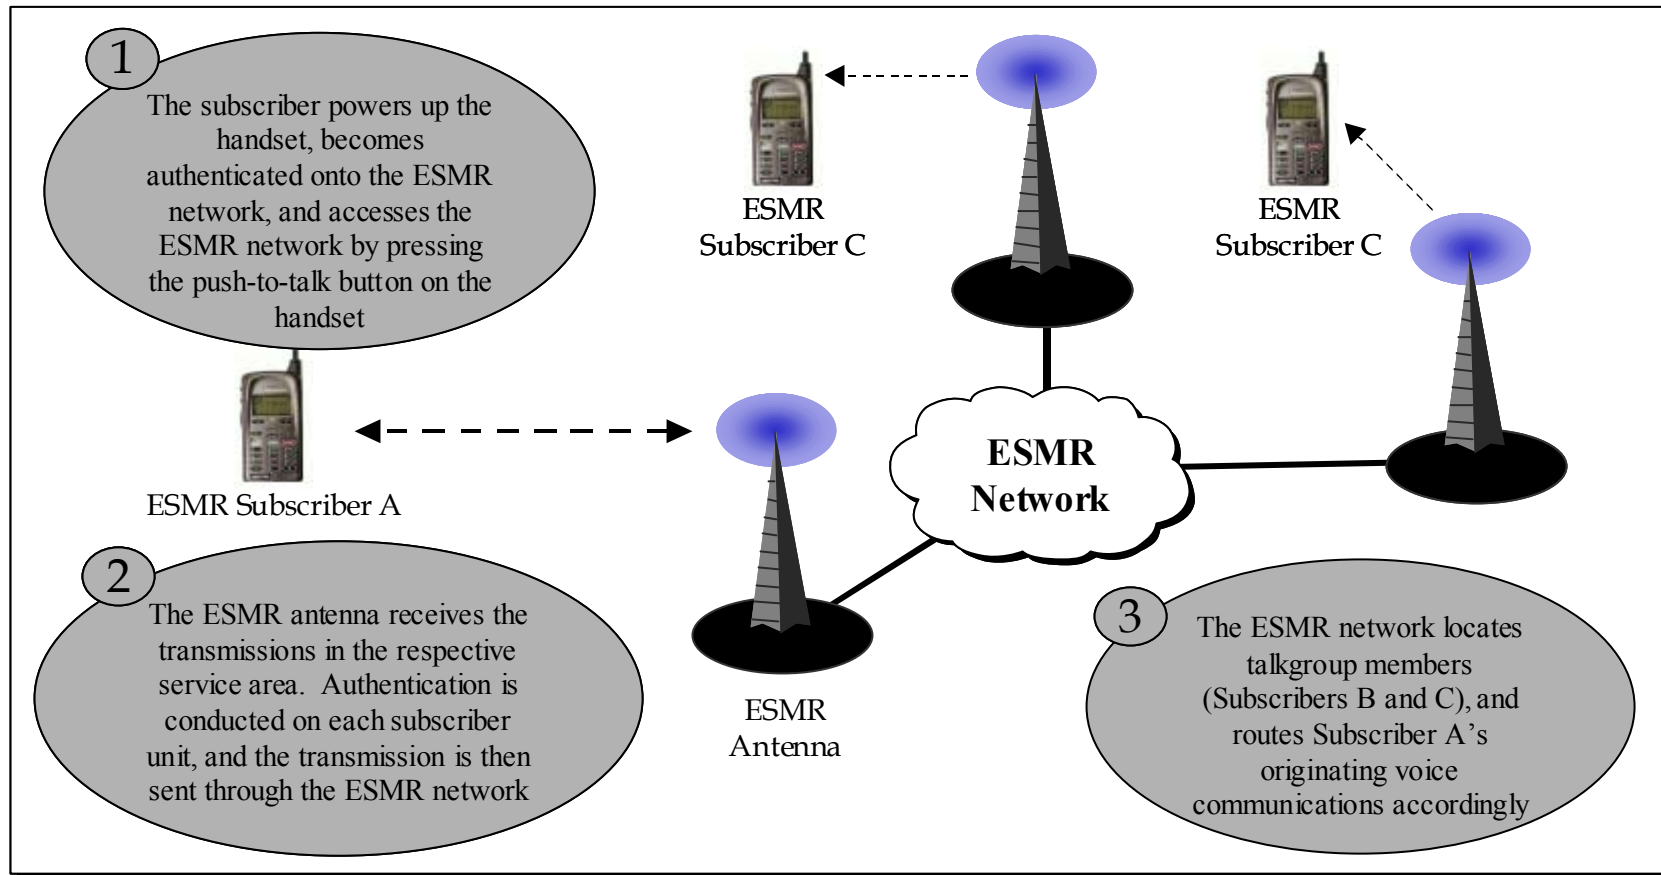 1
The subscriber powers up the
handset, becomes
authenticated onto the ESMR
network, and accesses the
ESMR network by pressing
the push-to-talk button on the
handset
ESMR
Subscriber C
ESMR
Subscriber C
ESMR Subscriber A
ESMR
Network
2
The ESMR antenna receives the
transmissions in the respective
service area.  Authentication is
conducted on each subscriber
unit, and the transmission is then
sent through the ESMR network
ESMR
Antenna
3
The ESMR network locates
talkgroup members
(Subscribers B and C), and
routes Subscriber A’s
originating voice
communications accordingly